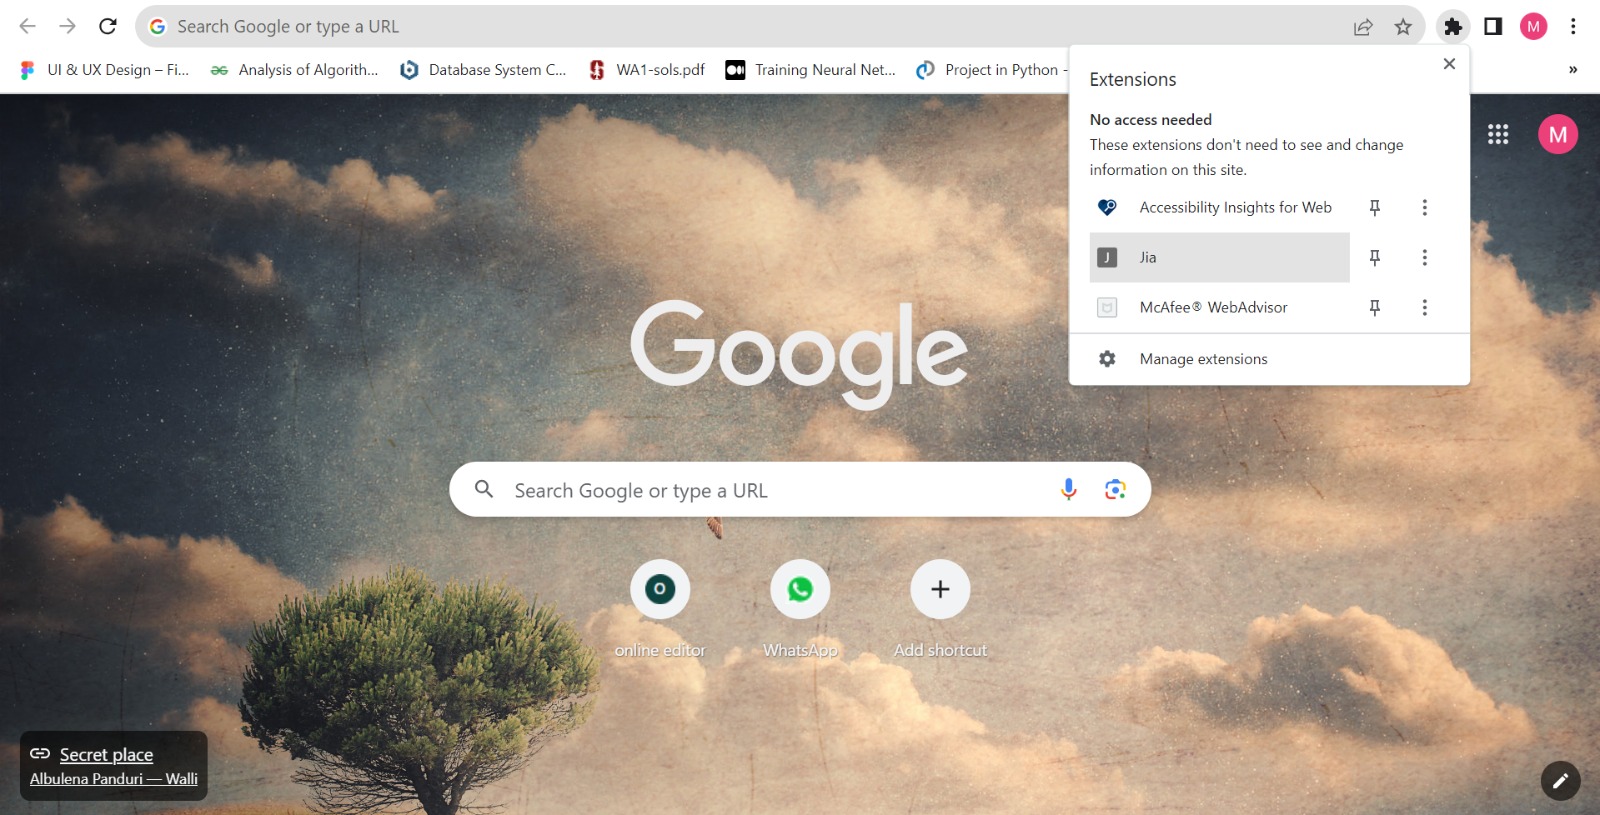 Search Google or type a URL
M
UI & UX Design – Fi...
Analysis of Algorith...
Database System C...
WA1-sols.pdf
Training Neural Net...
Project in Python -
»
Extensions
No access needed
These extensions don't need to see and change
information on this site.
Accessibility Insights for Web
J
Jia
McAfee® WebAdvisor
Manage extensions
M
Google
Search Google or type a URL
online editor
WhatsApp
Add shortcut
Secret place
Albulena Panduri — Walli